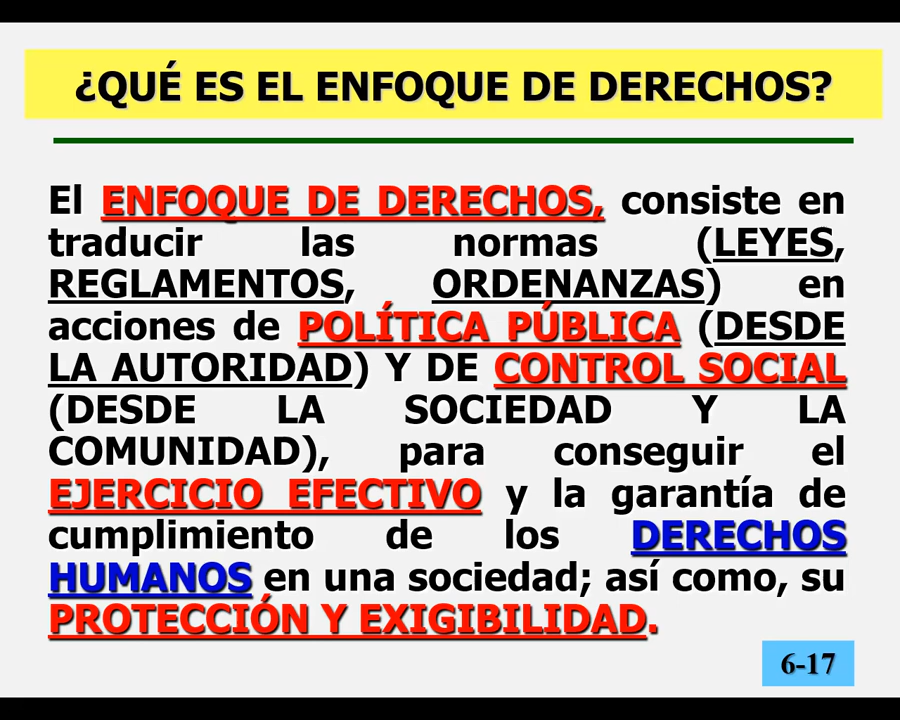 ¿QUÉ ES EL ENFOQUE DE DERECHOS?
El ENFOQUE DE DERECHOS, consiste en
traducir las normas (LEYES,
REGLAMENTOS, ORDENANZAS) en
acciones de POLÍTICA PÚBLICA (DESDE
LA AUTORIDAD) Y DE CONTROL SOCIAL
(DESDE LA SOCIEDAD Y LA
COMUNIDAD), para conseguir el
EJERCICIO EFECTIVO y la garantía de
cumplimiento de los DERECHOS
HUMANOS en una sociedad; así como, su
PROTECCIÓN Y EXIGIBILIDAD.
6-17